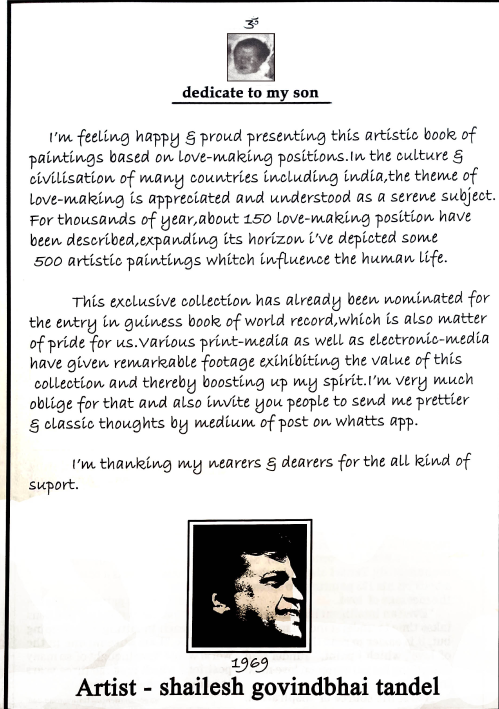 ॐ
dedicate to my son
I'm feeling happy & proud presenting this artistic book of
paintings based on love-making positions.In the culture &
civilisation of many countries including india,the theme of
love-making is appreciated and understood as a serene subject.
For thousands of year,about 150 love-making position have
been described,expanding its horizon i've depicted some
500 artistic paintings whitch influence the human life.
This exclusive collection has already been nominated for
the entry in guiness book of world record,which is also matter
of pride for us.Various print-media as well as electronic-media
have given remarkable footage exihibiting the value of this
collection and thereby boosting up my spirit.I'm very much
oblige for that and also invite you people to send me prettier
& classic thoughts by medium of post on whatts app.
I'm thanking my nearers & dearers for the all kind of
suport.
1969
Artist - shailesh govindbhai tandel